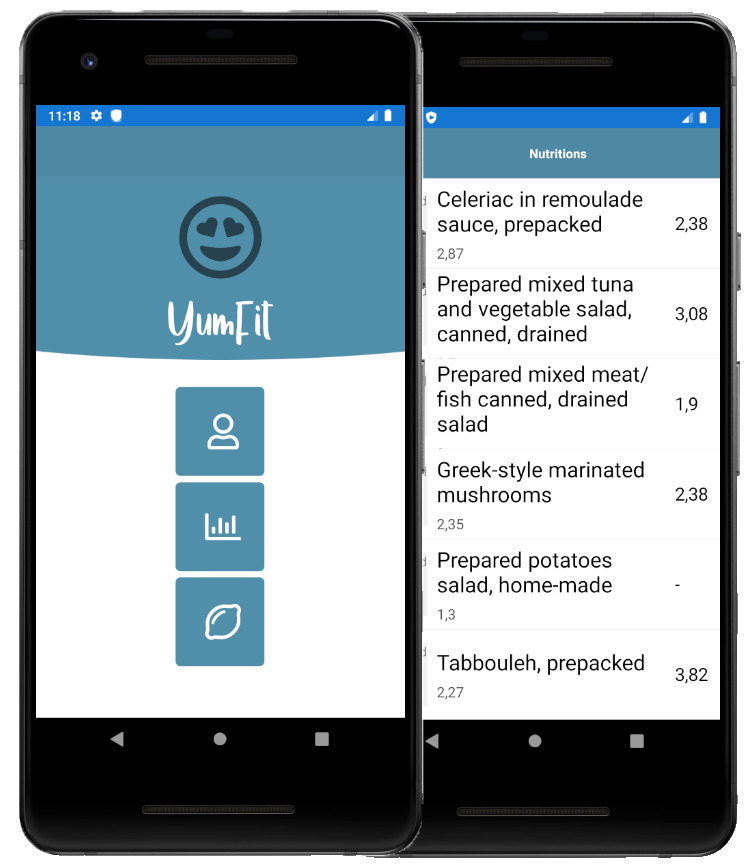 11:18
YumFit
Nutritions
Celeriac in remoulade
sauce, prepacked
2,38
2,87
Prepared mixed tuna
and vegetable salad,
canned, drained
3,08
Prepared mixed meat/
fish canned, drained
salad
1,9
Greek-style marinated
mushrooms
2,38
2,35
Prepared potatoes
salad, home-made
-
1,3
Tabbouleh, prepacked
3,82
2,27